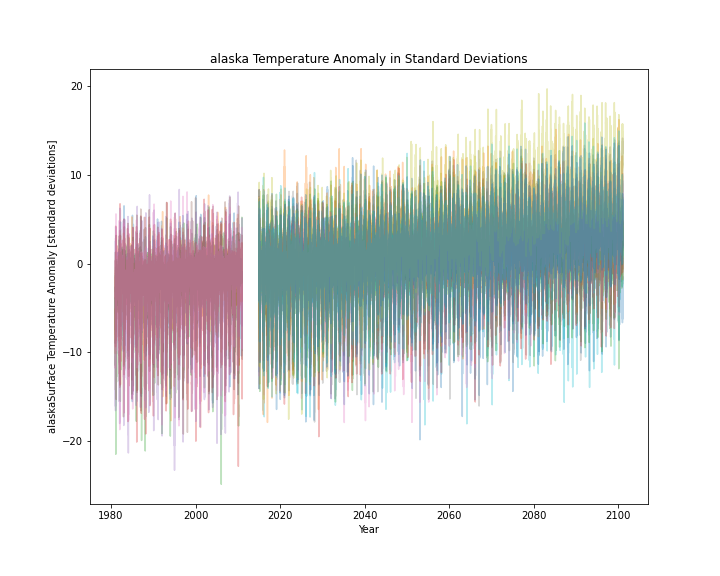 alaska Temperature Anomaly in Standard Deviations
alaskaSurface Temperature Anomaly [standard deviations]
20
10
0
−10
−20
1980 2000 2020 2040 2060 2080 2100
Year